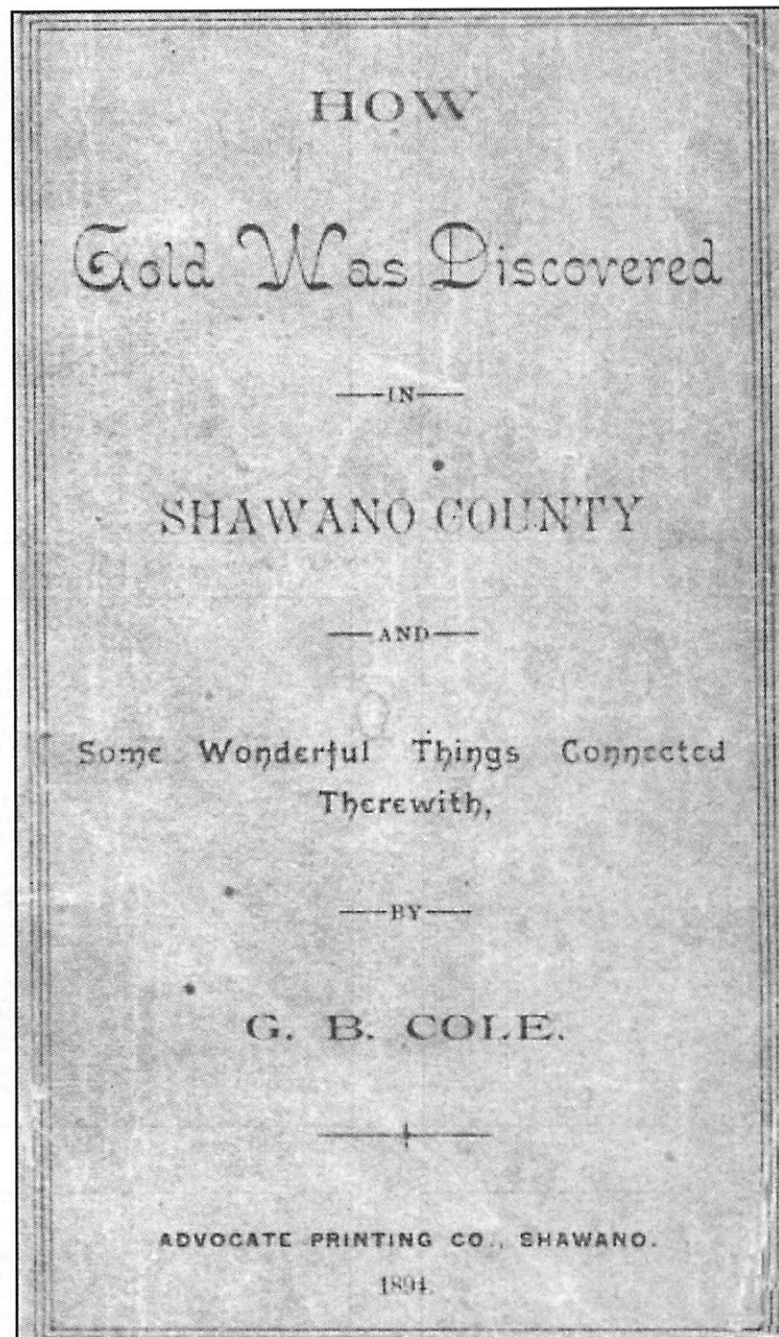 HOW
Gold Was Discovered
—IN—
SHAWANO COUNTY
—AND—
Some Wonderful Things Connected
Therewith,
—BY—
G. B. COLE.
ADVOCATE PRINTING CO., SHAWANO.
1894.